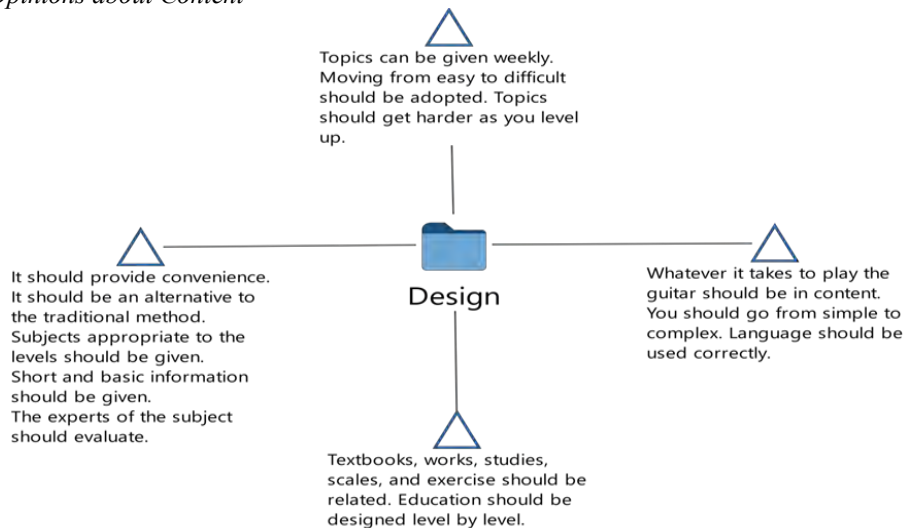 Opinions about Content
Topics can be given weekly.
Moving from easy to difficult
should be adopted. Topics
should get harder as you level
up.
It should provide convenience.
It should be an alternative to
the traditional method.
Subjects appropriate to the
levels should be given.
Short and basic information
should be given.
The experts of the subject
should evaluate.
Design
Whatever it takes to play the
guitar should be in content.
You should go from simple to
complex. Language should be
used correctly.
Textbooks, works, studies,
scales, and exercise should be
related. Education should be
designed level by level.